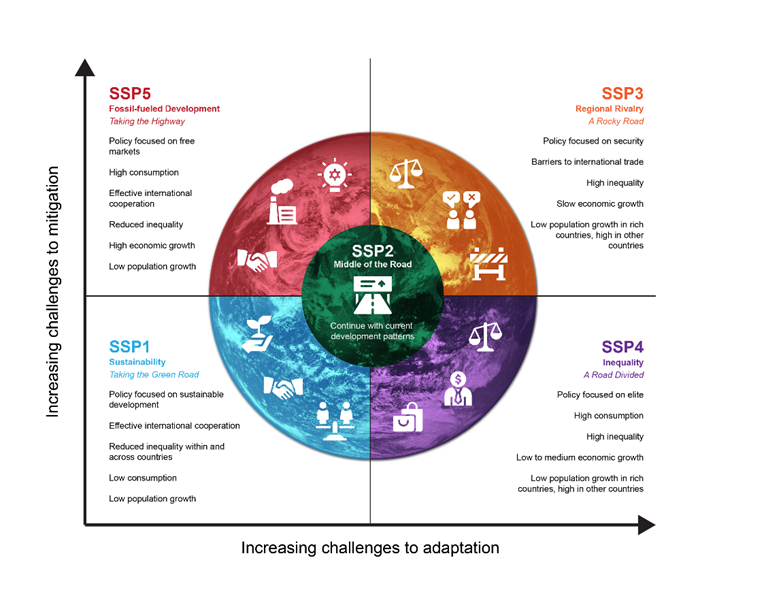 SSP5
Fossil-fueled Development
Taking the Highway
Policy focused on free
markets
High consumption
Effective international
cooperation
Reduced inequality
High economic growth
Low population growth
SSP3
Regional Rivalry
A Rocky Road
Policy focused on security
Barriers to international trade
High inequality
Slow economic growth
Low population growth in rich
countries, high in other
countries
SSP2
Middle of the Road
Continue with current
development patterns
SSP1
Sustainability
Taking the Green Road
Policy focused on sustainable
development
Effective international cooperation
Reduced inequality within and
across countries
Low consumption
Low population growth
SSP4
Inequality
A Road Divided
Policy focused on elite
High consumption
High inequality
Low to medium economic growth
Low population growth in rich
countries, high in other countries
Increasing challenges to mitigation
Increasing challenges to adaptation